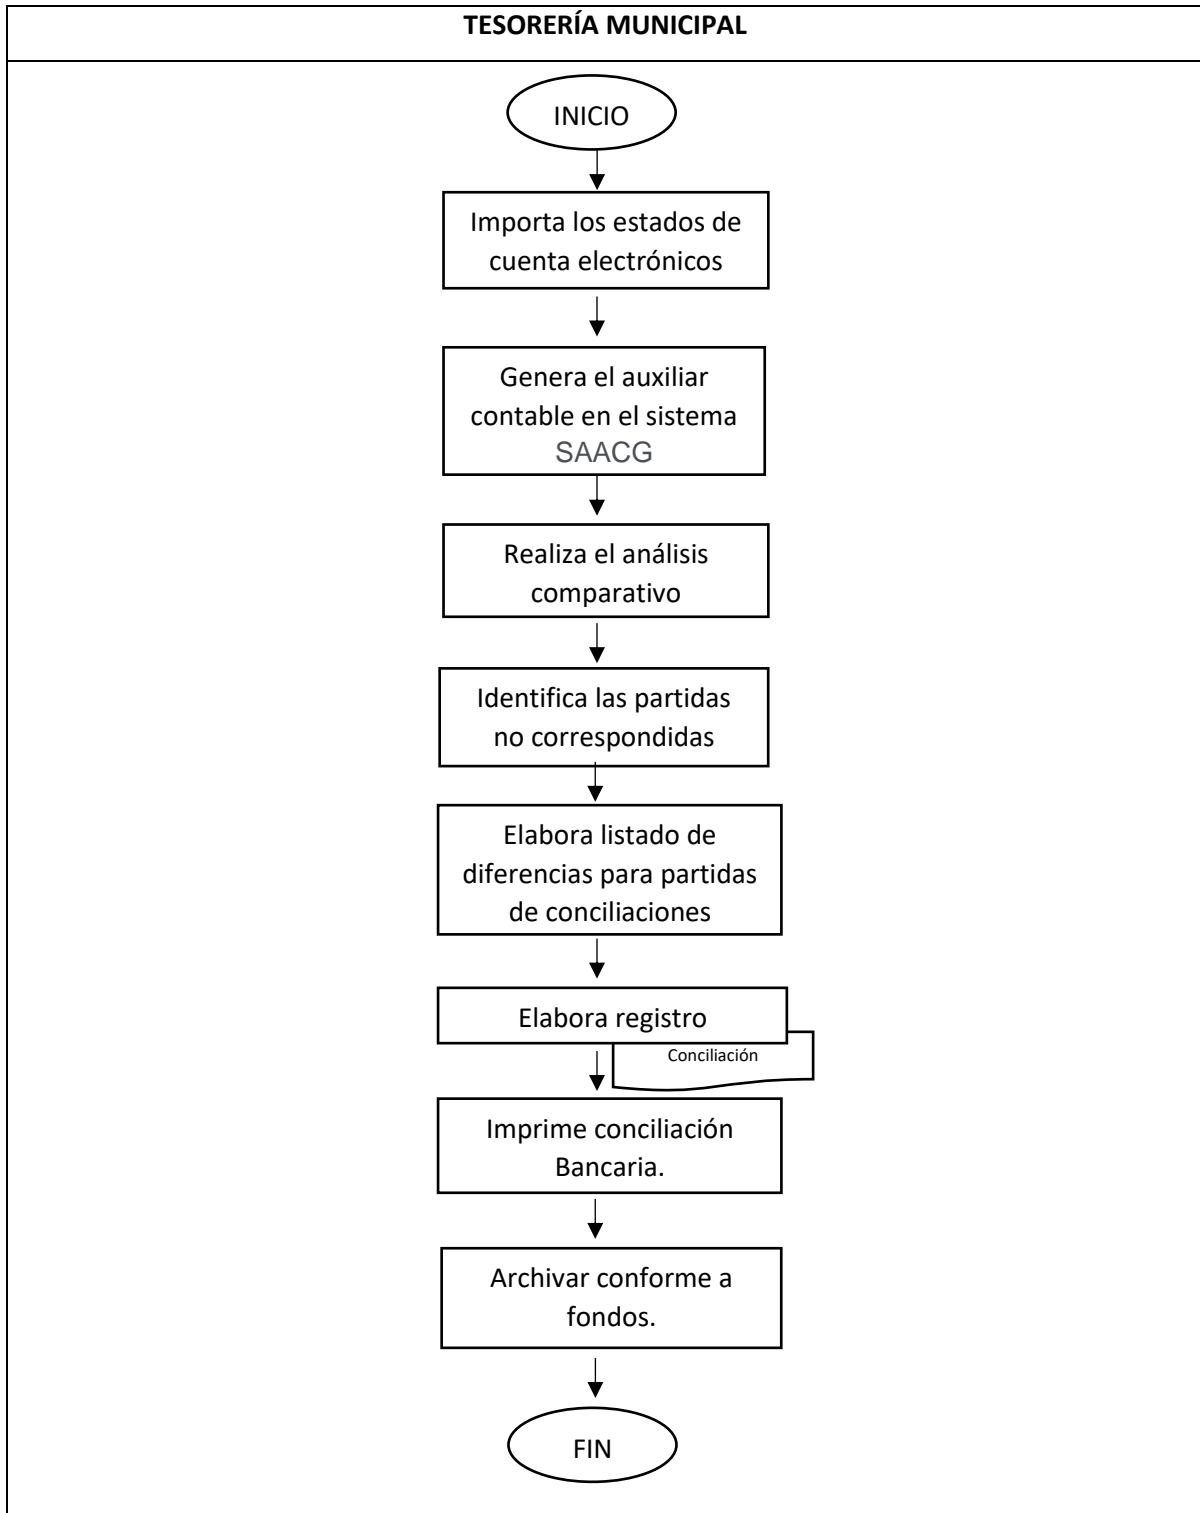 TESORERÍA MUNICIPAL
INICIO
Importa los estados de
cuenta electrónicos
Genera el auxiliar
contable en el sistema
SAACG
Realiza el análisis
comparativo
Identifica las partidas
no correspondidas
Elabora listado de
diferencias para partidas
de conciliaciones
Elabora registro
Conciliación
Imprime conciliación
Bancaria.
Archivar conforme a
fondos.
FIN